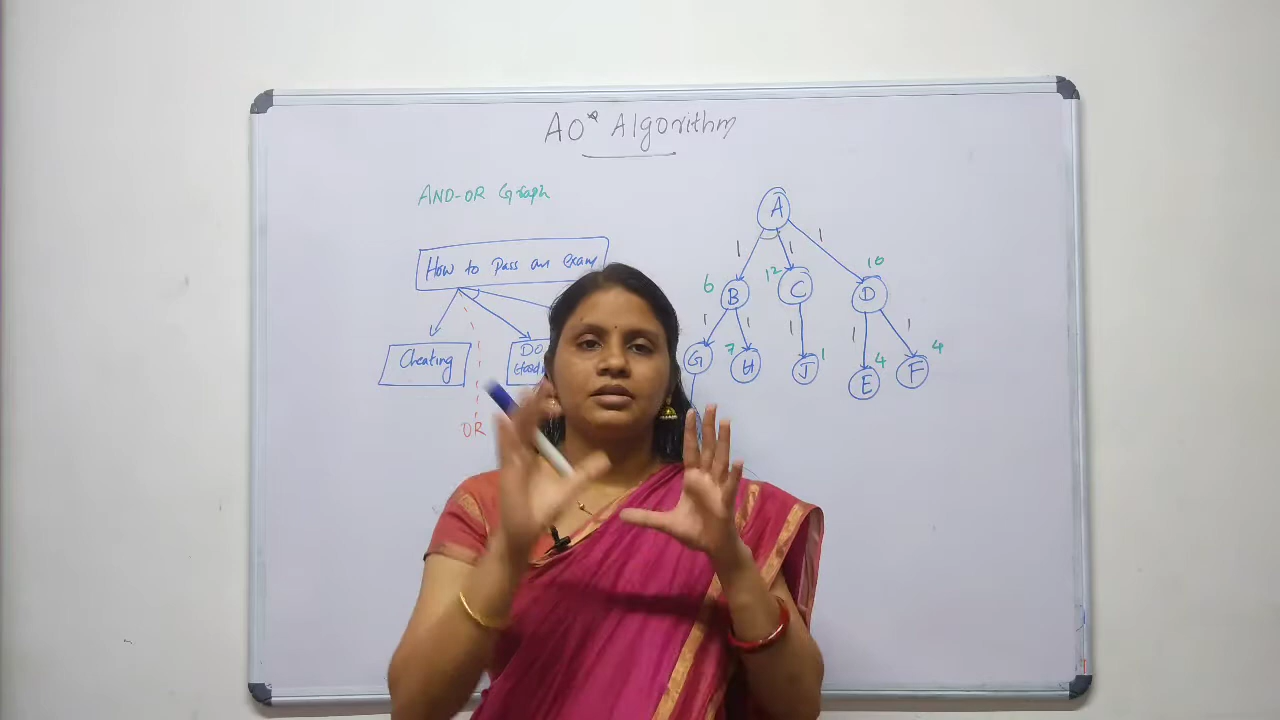 AO* Algorithm
AND-OR Graph
How to pass an exam
Cheating
DO
OR
A
1 1 1
6 12 10
B C D
1 1 1 1 1
G 7 H J 1 E 4 F 4